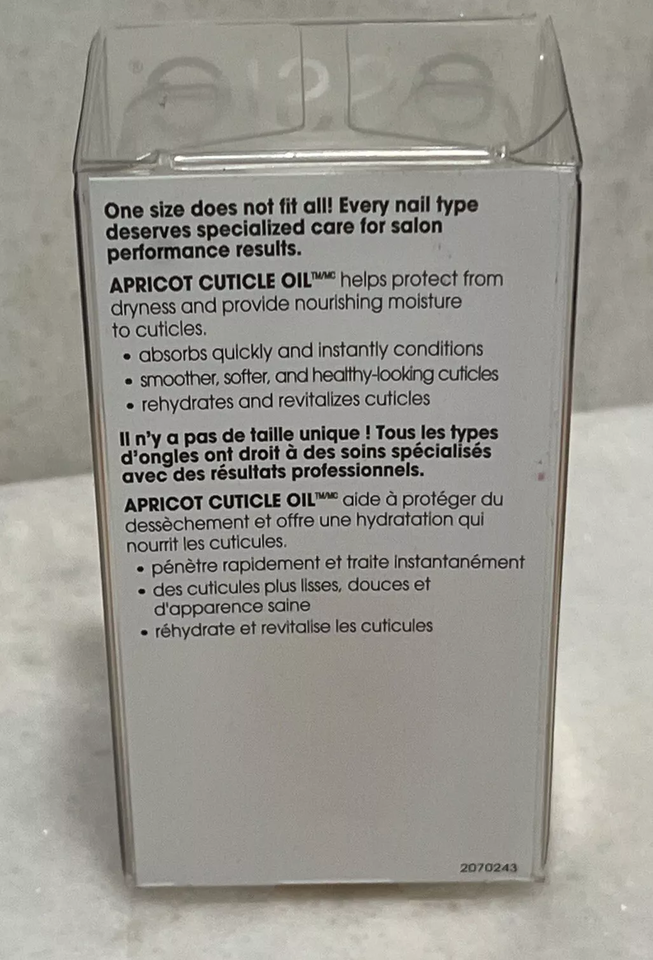 One size does not fit all! Every nail type
deserves specialized care for salon
performance results.
APRICOT CUTICLE OIL™/MC helps protect from
dryness and provide nourishing moisture
to cuticles.
• absorbs quickly and instantly conditions
• smoother, softer, and healthy-looking cuticles
• rehydrates and revitalizes cuticles
Il n'y a pas de taille unique ! Tous les types
d'ongles ont droit à des soins spécialisés
avec des résultats professionnels.
APRICOT CUTICLE OIL™/MC aide à protéger du
dessèchement et offre une hydratation qui
nourrit les cuticules.
• pénètre rapidement et traite instantanément
• des cuticules plus lisses, douces et
d'apparence saine
• réhydrate et revitalise les cuticules
2070243